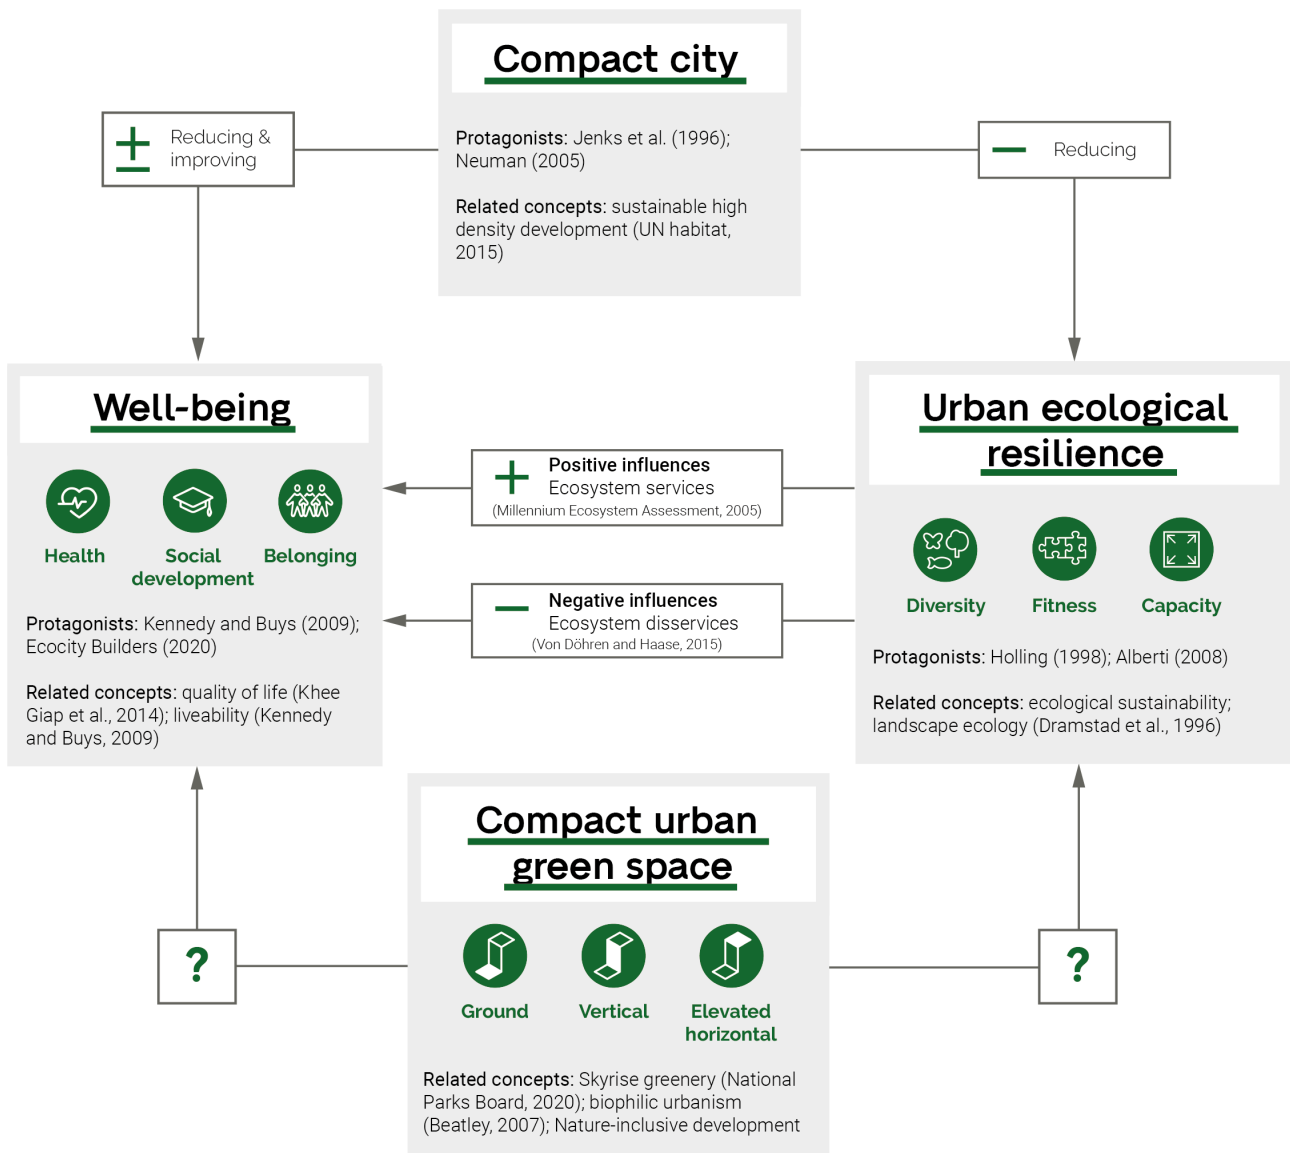 Compact city
Protagonists: Jenks et al. (1996);
Neuman (2005)
Related concepts: sustainable high
density development (UN habitat,
2015)
± Reducing &
improving
— Reducing
Well-being
Health
Social
development
Belonging
Protagonists: Kennedy and Buys (2009);
Ecocity Builders (2020)
Related concepts: quality of life (Khee
Giap et al., 2014); liveability (Kennedy
and Buys, 2009)
+ Positive influences
Ecosystem services
(Millennium Ecosystem Assessment, 2005)
— Negative influences
Ecosystem disservices
(Von Döhren and Haase, 2015)
Urban ecological
resilience
Diversity
Fitness
Capacity
Protagonists: Holling (1998); Alberti (2008)
Related concepts: ecological sustainability;
landscape ecology (Dramstad et al., 1996)
?
Compact urban
green space
Ground
Vertical
Elevated
horizontal
Related concepts: Skyrise greenery (National
Parks Board, 2020); biophilic urbanism
(Beatley, 2007); Nature-inclusive development
?